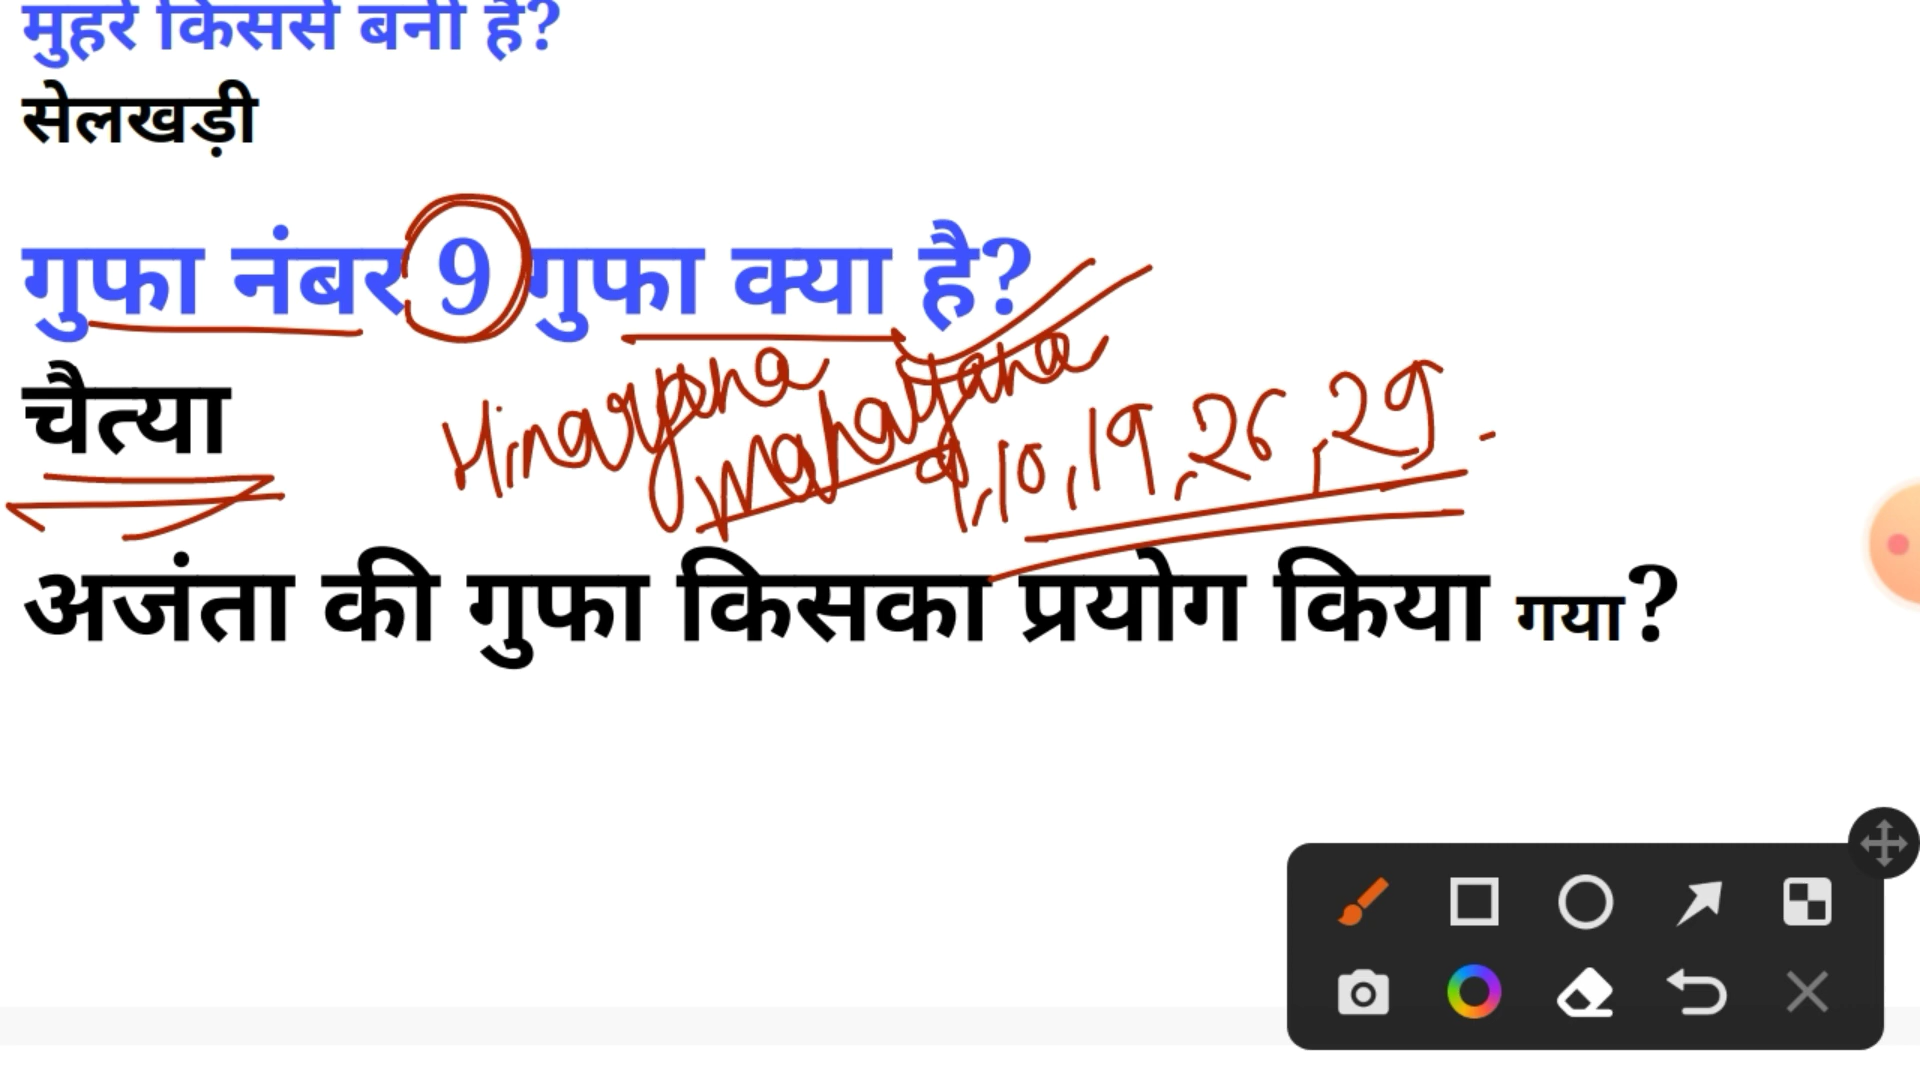 मुहरे किससे बनी है?
सेलखड़ी
गुफा नंबर 9 गुफा क्या है?
चैत्या
Hinayana
Mahayana
9, 10, 19, 26, 29
अजंता की गुफा किसका प्रयोग किया गया?